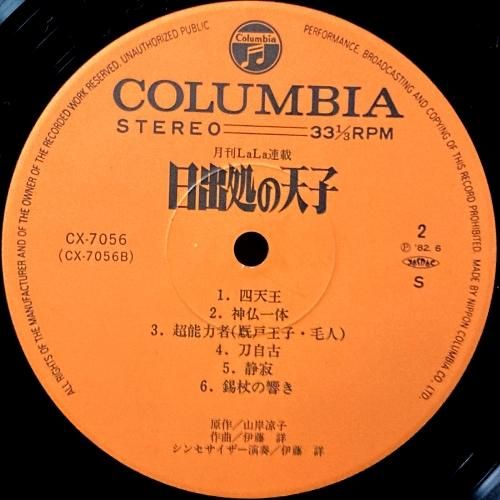 ALL RIGHTS OF THE MANUFACTURER AND OF THE OWNER OF THE RECORDED WORK RESERVED. UNAUTHORIZED PUBLIC PERFORMANCE, BROADCASTING AND COPYING OF THIS RECORD PROHIBITED. MADE BY NIPPON COLUMBIA CO., LTD.
Columbia
COLUMBIA
STEREO 33⅓RPM
月刊LaLa連載
日出処の天子
CX-7056
(CX-7056B)
2
Ⓟ '82. 6
JASRAC
S
1. 四天王
2. 神仏一体
3. 超能力者(厩戸王子・毛人)
4. 刀自古
5. 静寂
6. 錫杖の響き
原作/山岸凉子
作曲/伊藤 詳
シンセサイザー演奏/伊藤 詳